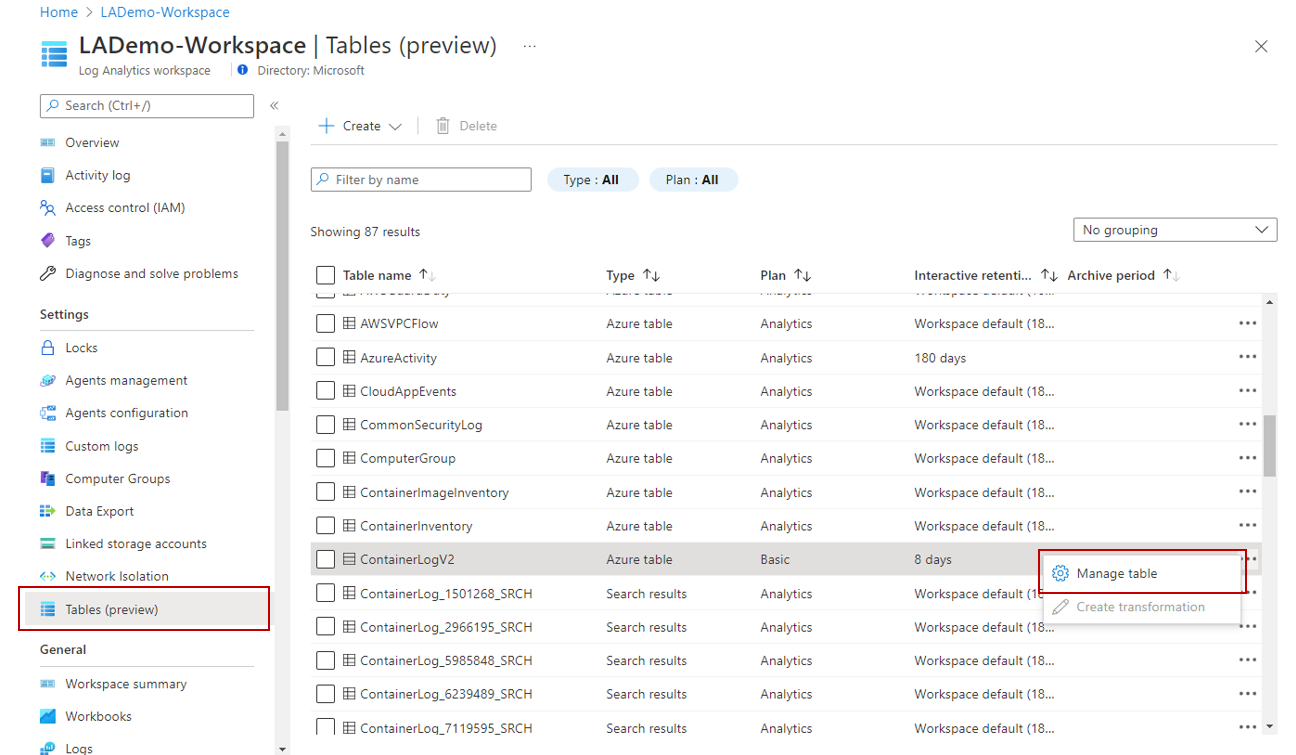 Home > LADemo-Workspace
LADemo-Workspace | Tables (preview) ...
Log Analytics workspace Directory: Microsoft
Search (Ctrl+/) «
Overview
Activity log
Access control (IAM)
Tags
Diagnose and solve problems
Settings
Locks
Agents management
Agents configuration
Custom logs
Computer Groups
Data Export
Linked storage accounts
Network Isolation
Tables (preview)
General
Workspace summary
Workbooks
Logs
Create Delete
Filter by name Type : All Plan : All
Showing 87 results No grouping
Table name Type Plan Interactive retenti... Archive period
AWSVPCFlow Azure table Analytics Workspace default (18...
AzureActivity Azure table Analytics 180 days
CloudAppEvents Azure table Analytics Workspace default (18...
CommonSecurityLog Azure table Analytics Workspace default (18...
ComputerGroup Azure table Analytics Workspace default (18...
ContainerImageInventory Azure table Analytics Workspace default (18...
ContainerInventory Azure table Analytics Workspace default (18...
ContainerLogV2 Azure table Basic 8 days
Manage table
ContainerLog_1501268_SRCH Search results Analytics Workspace default (18
Create transformation
ContainerLog_2966195_SRCH Search results Analytics Workspace default (18...
ContainerLog_5985848_SRCH Search results Analytics Workspace default (18...
ContainerLog_6239489_SRCH Search results Analytics Workspace default (18...
ContainerLog_7119595_SRCH Search results Analytics Workspace default (18...